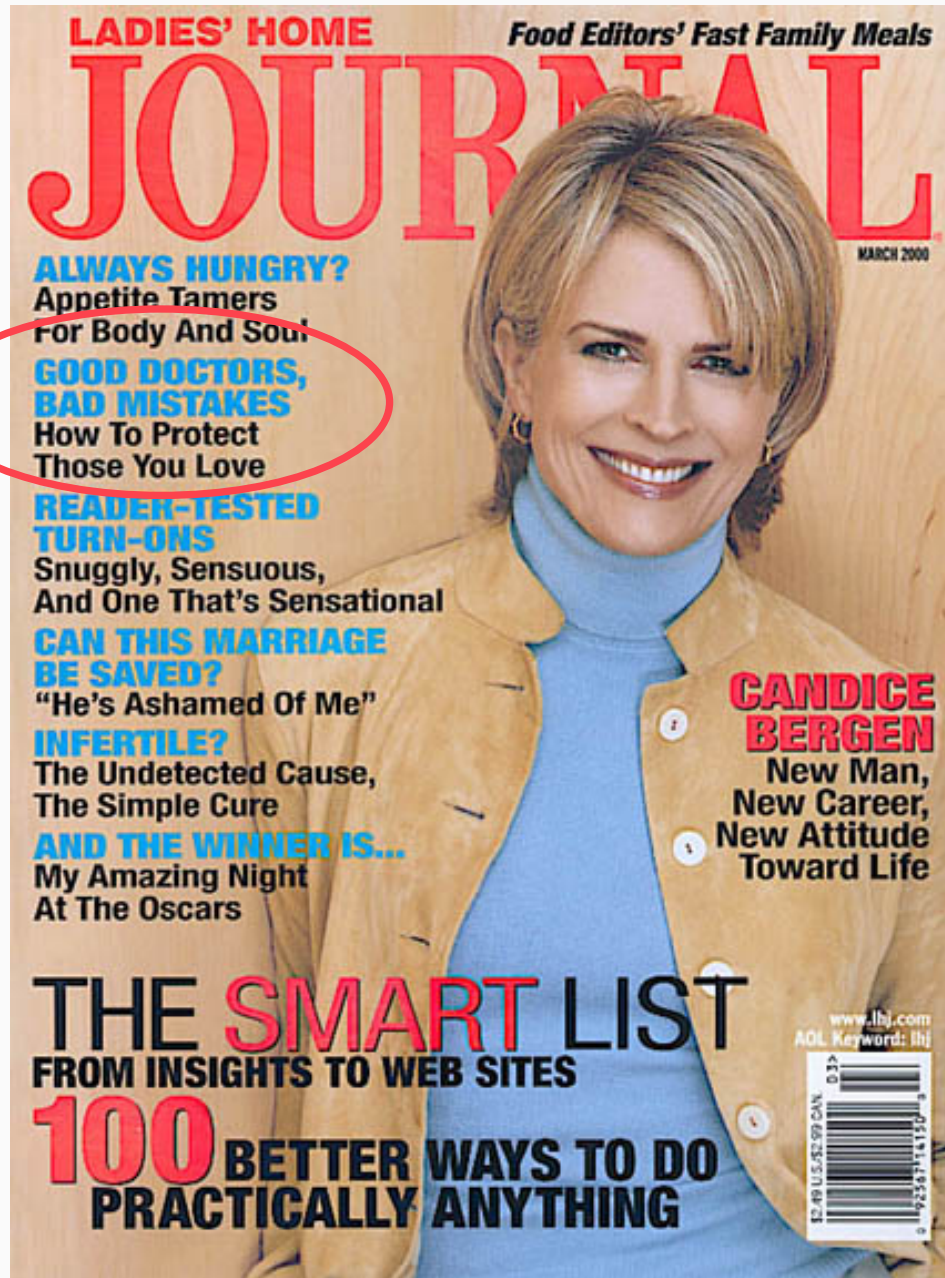 LADIES' HOME
Food Editors' Fast Family Meals
JOURNAL
MARCH 2000
ALWAYS HUNGRY?
Appetite Tamers
For Body And Soul
GOOD DOCTORS,
BAD MISTAKES
How To Protect
Those You Love
READER-TESTED
TURN-ONS
Snuggly, Sensuous,
And One That's Sensational
CAN THIS MARRIAGE
BE SAVED?
"He's Ashamed Of Me"
INFERTILE?
The Undetected Cause,
The Simple Cure
AND THE WINNER IS...
My Amazing Night
At The Oscars
CANDICE
BERGEN
New Man,
New Career,
New Attitude
Toward Life
THE SMART LIST
FROM INSIGHTS TO WEB SITES
100 BETTER WAYS TO DO
PRACTICALLY ANYTHING
www.lhj.com
AOL Keyword: lhj
03>
$2.49 U.S./$2.99 CAN.
0 92567 14150 8